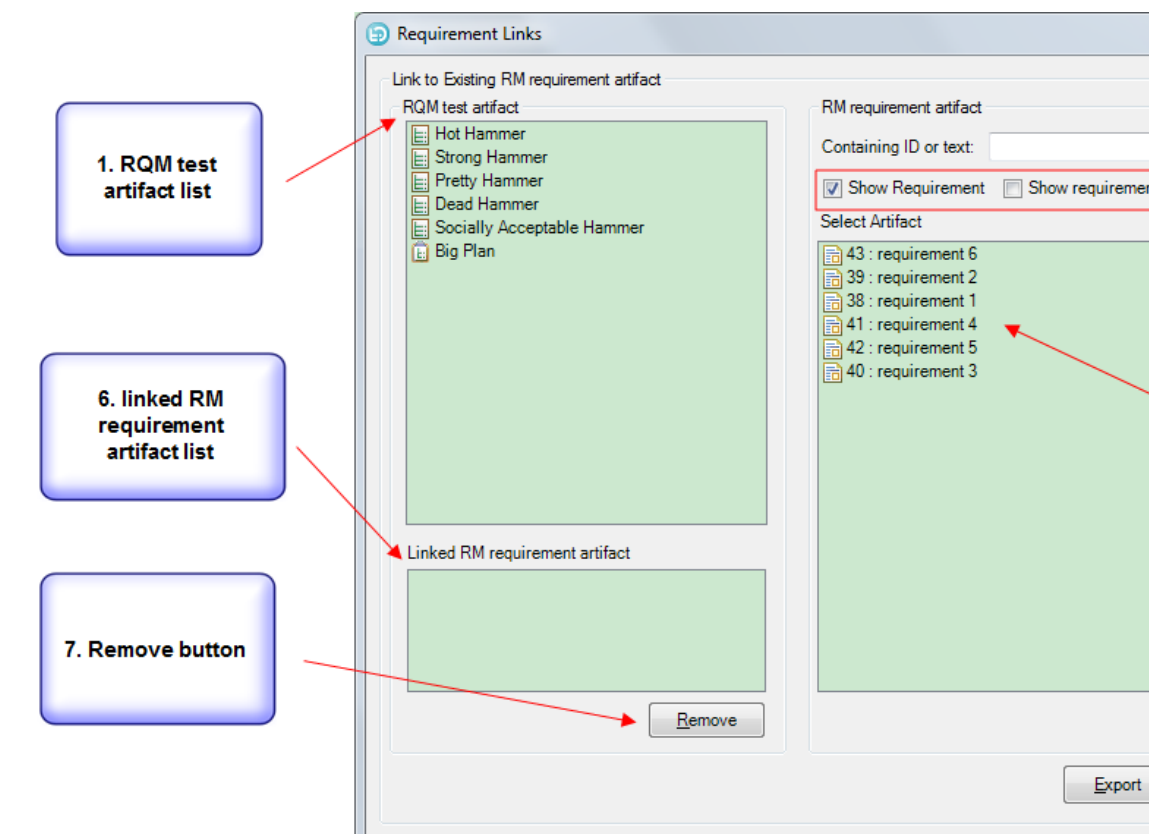 Requirement Links
Link to Existing RM requirement artifact
RQM test artifact
Hot Hammer
Strong Hammer
Pretty Hammer
Dead Hammer
Socially Acceptable Hammer
Big Plan
Linked RM requirement artifact
Remove
RM requirement artifact
Containing ID or text:
Show Requirement
Show requiremen
Select Artifact
43 : requirement 6
39 : requirement 2
38 : requirement 1
41 : requirement 4
42 : requirement 5
40 : requirement 3
Export
1. RQM test
artifact list
6. linked RM
requirement
artifact list
7. Remove button